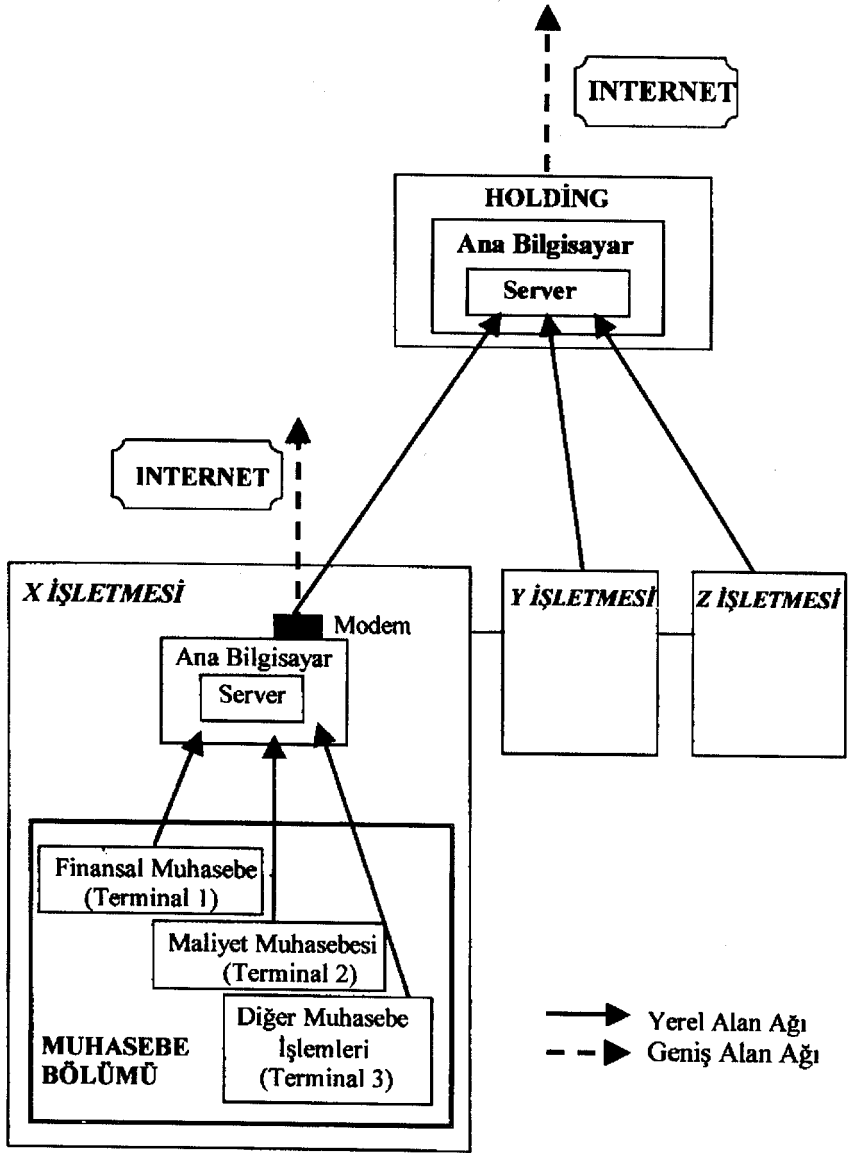 INTERNET
HOLDİNG
Ana Bilgisayar
Server
INTERNET
X İŞLETMESİ
Y İŞLETMESİ
Z İŞLETMESİ
Modem
Ana Bilgisayar
Server
Finansal Muhasebe
(Terminal 1)
Maliyet Muhasebesi
(Terminal 2)
Diğer Muhasebe
İşlemleri
(Terminal 3)
MUHASEBE
BÖLÜMÜ
Yerel Alan Ağı
Geniş Alan Ağı